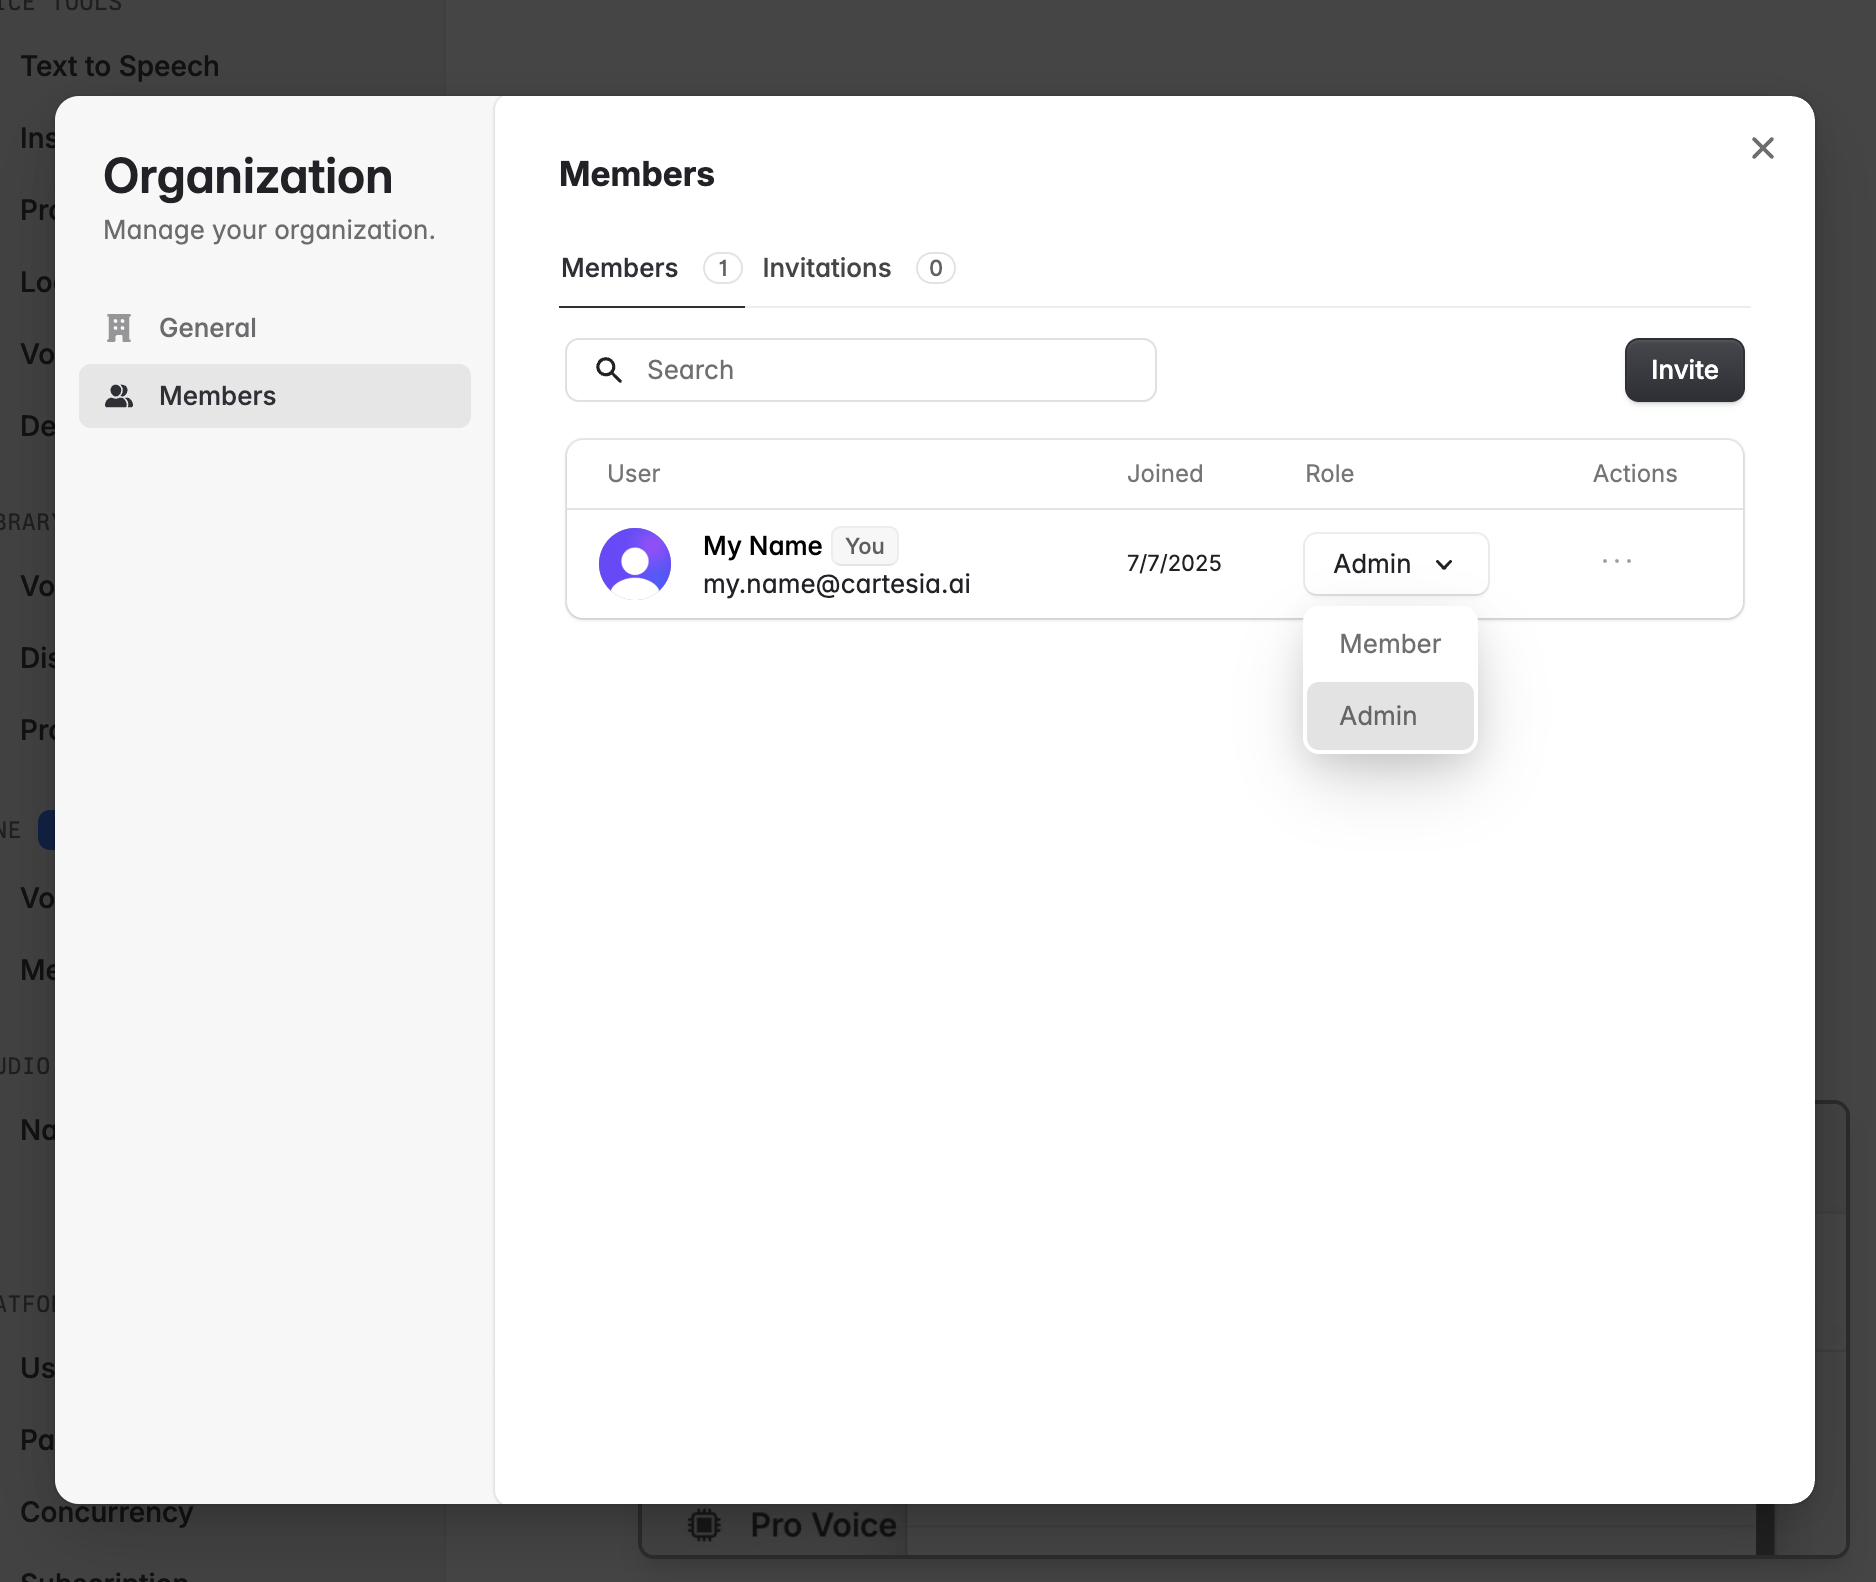 Text to Speech
Organization
Manage your organization.
General
Members
Members
Members 1 Invitations 0
Search
Invite
User Joined Role Actions
My Name You
my.name@cartesia.ai
7/7/2025
Admin
Member
Admin
Concurrency
Pro Voice